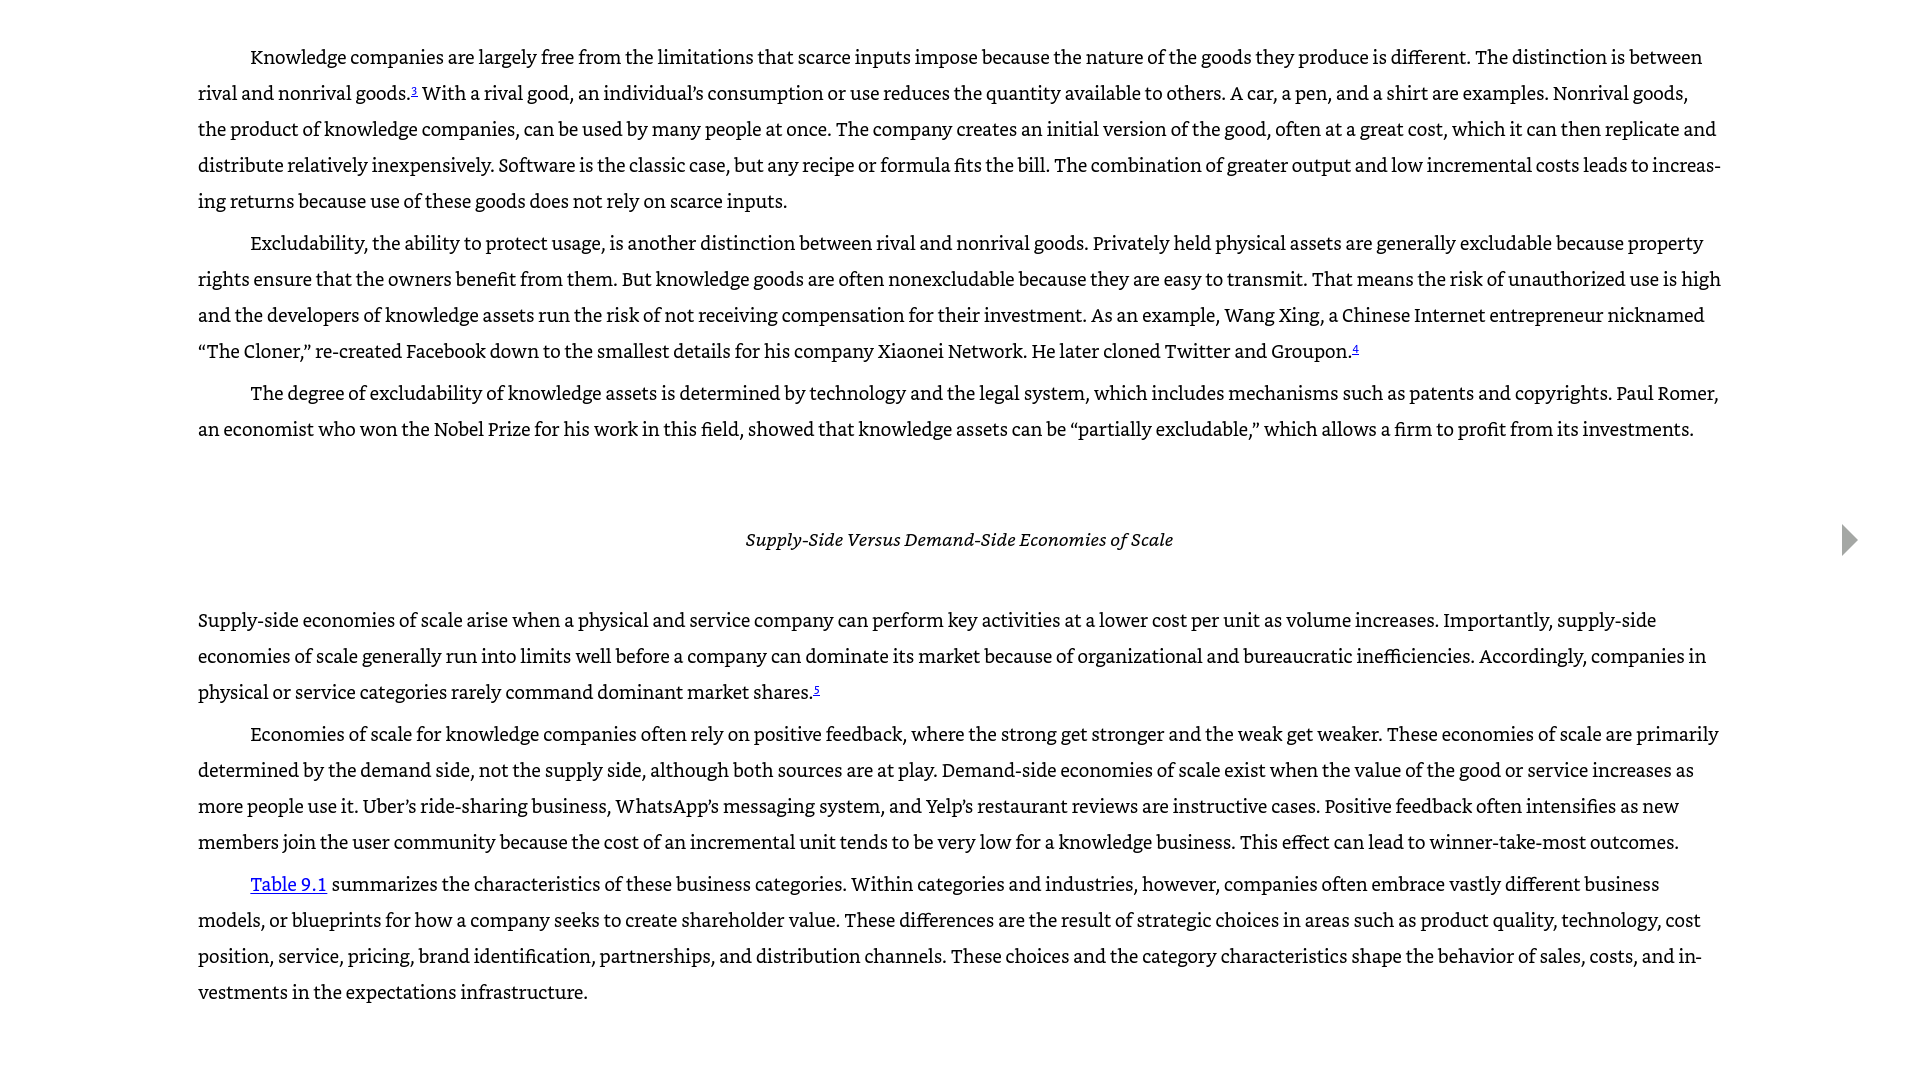 Knowledge companies are largely free from the limitations that scarce inputs impose because the nature of the goods they produce is different. The distinction is between
rival and nonrival goods.3 With a rival good, an individual’s consumption or use reduces the quantity available to others. A car, a pen, and a shirt are examples. Nonrival goods,
the product of knowledge companies, can be used by many people at once. The company creates an initial version of the good, often at a great cost, which it can then replicate and
distribute relatively inexpensively. Software is the classic case, but any recipe or formula fits the bill. The combination of greater output and low incremental costs leads to increas-
ing returns because use of these goods does not rely on scarce inputs.
Excludability, the ability to protect usage, is another distinction between rival and nonrival goods. Privately held physical assets are generally excludable because property
rights ensure that the owners benefit from them. But knowledge goods are often nonexcludable because they are easy to transmit. That means the risk of unauthorized use is high
and the developers of knowledge assets run the risk of not receiving compensation for their investment. As an example, Wang Xing, a Chinese Internet entrepreneur nicknamed
“The Cloner,” re-created Facebook down to the smallest details for his company Xiaonei Network. He later cloned Twitter and Groupon.4
The degree of excludability of knowledge assets is determined by technology and the legal system, which includes mechanisms such as patents and copyrights. Paul Romer,
an economist who won the Nobel Prize for his work in this field, showed that knowledge assets can be “partially excludable,” which allows a firm to profit from its investments.
Supply-Side Versus Demand-Side Economies of Scale
Supply-side economies of scale arise when a physical and service company can perform key activities at a lower cost per unit as volume increases. Importantly, supply-side
economies of scale generally run into limits well before a company can dominate its market because of organizational and bureaucratic inefficiencies. Accordingly, companies in
physical or service categories rarely command dominant market shares.5
Economies of scale for knowledge companies often rely on positive feedback, where the strong get stronger and the weak get weaker. These economies of scale are primarily
determined by the demand side, not the supply side, although both sources are at play. Demand-side economies of scale exist when the value of the good or service increases as
more people use it. Uber’s ride-sharing business, WhatsApp’s messaging system, and Yelp’s restaurant reviews are instructive cases. Positive feedback often intensifies as new
members join the user community because the cost of an incremental unit tends to be very low for a knowledge business. This effect can lead to winner-take-most outcomes.
Table 9.1 summarizes the characteristics of these business categories. Within categories and industries, however, companies often embrace vastly different business
models, or blueprints for how a company seeks to create shareholder value. These differences are the result of strategic choices in areas such as product quality, technology, cost
position, service, pricing, brand identification, partnerships, and distribution channels. These choices and the category characteristics shape the behavior of sales, costs, and in-
vestments in the expectations infrastructure.